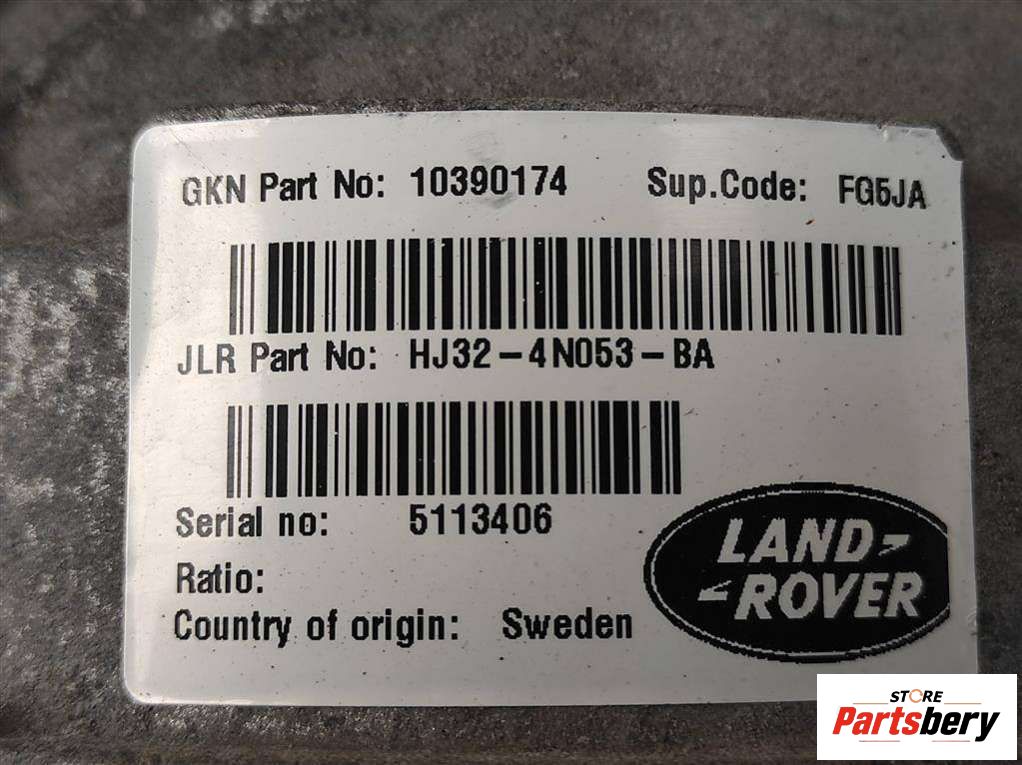 GKN Part No: 10390174 Sup.Code: FG5JA
JLR Part No: HJ32-4N053-BA
Serial no: 5113406
Ratio:
Country of origin: Sweden
LAND-
-ROVER
STORE
Partsbery